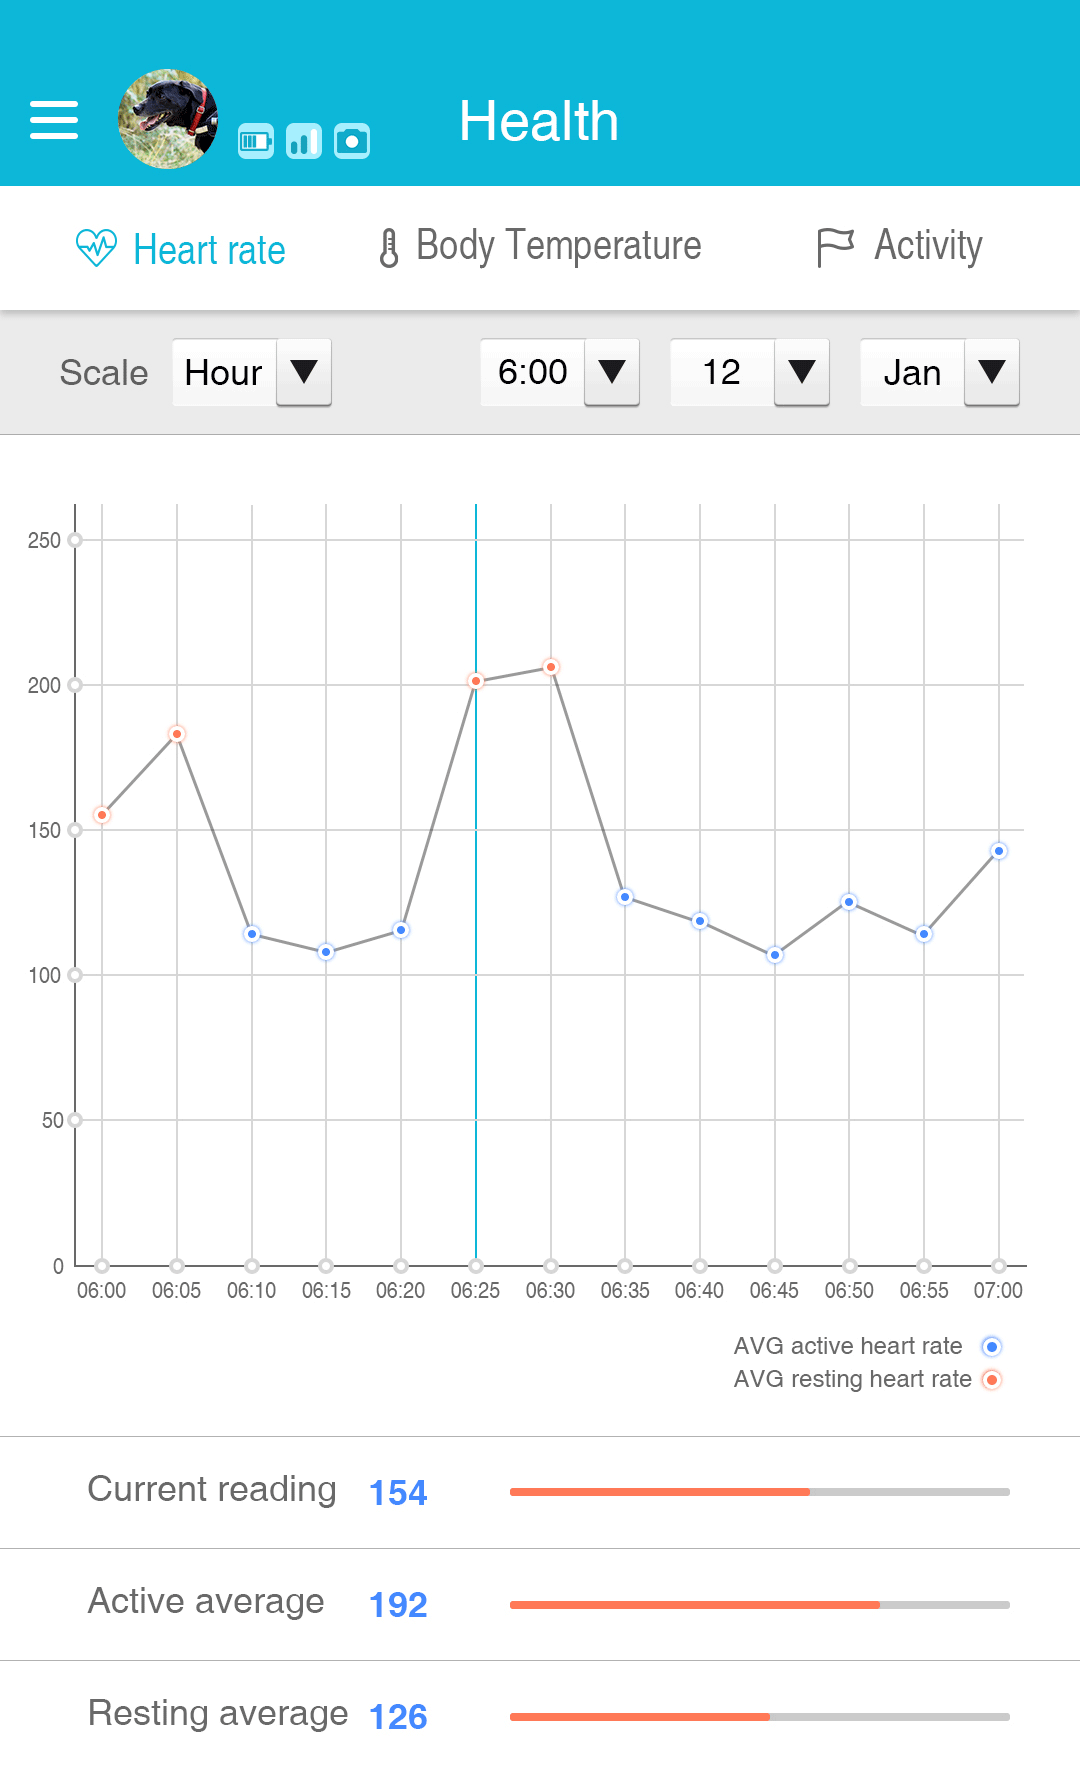 Health
Heart rate
Body Temperature
Activity
Scale Hour 6:00 12 Jan
250
200
150
100
50
0
06:00 06:05 06:10 06:15 06:20 06:25 06:30 06:35 06:40 06:45 06:50 06:55 07:00
AVG active heart rate
AVG resting heart rate
Current reading 154
Active average 192
Resting average 126